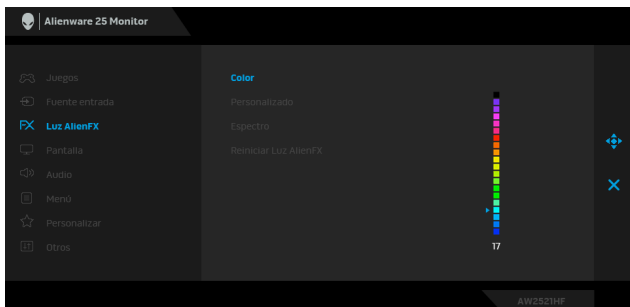 Alienware 25 Monitor
Juegos
Fuente entrada
FX Luz AlienFX
Pantalla
Audio
Menú
Personalizar
Otros
Color
Personalizado
Espectro
Reiniciar Luz AlienFX
17
AW2521HF